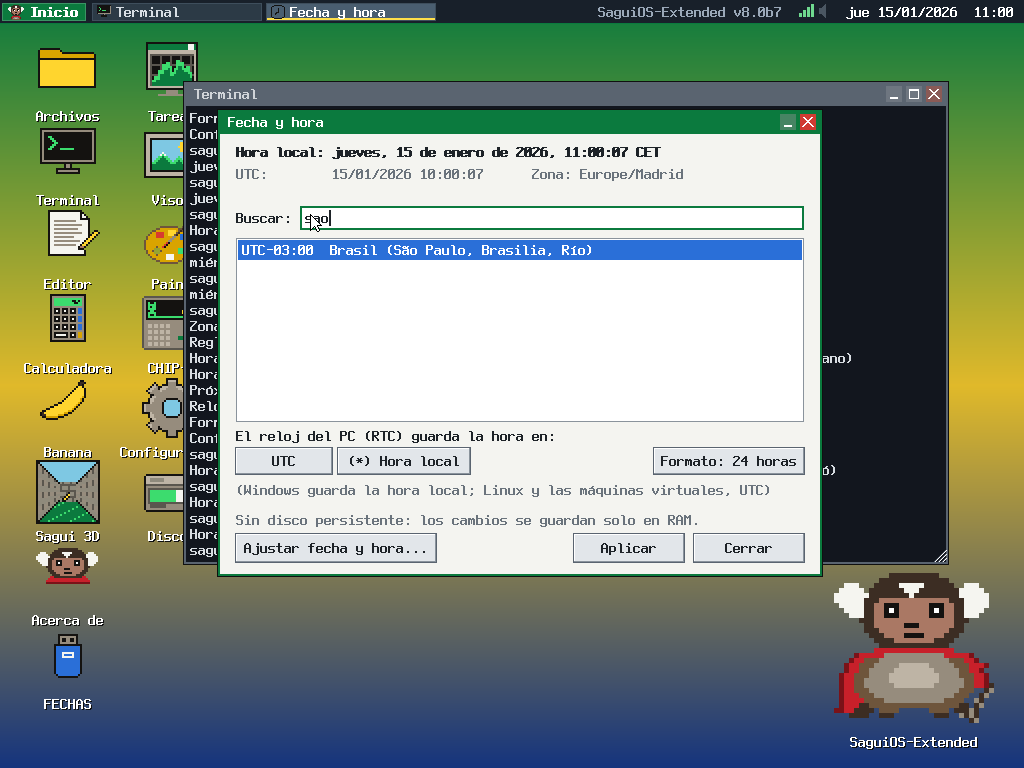 Inicio
Terminal
Fecha y hora
SaguiOS-Extended v8.0b7
jue 15/01/2026
11:00
Archivos
Terminal
Editor
Calculadora
CHIP
Banana
Sagui 3D
Acerca de
FECHAS
Terminal
Fecha y hora
Hora local: jueves, 15 de enero de 2026, 11:00:07 CET
UTC: 15/01/2026 10:00:07 Zona: Europe/Madrid
Buscar: sao
UTC-03:00 Brasil (São Paulo, Brasilia, Río)
El reloj del PC (RTC) guarda la hora en:
UTC
(*) Hora local
Formato: 24 horas
(Windows guarda la hora local; Linux y las máquinas virtuales, UTC)
Sin disco persistente: los cambios se guardan solo en RAM.
Ajustar fecha y hora...
Aplicar
Cerrar
SaguiOS-Extended